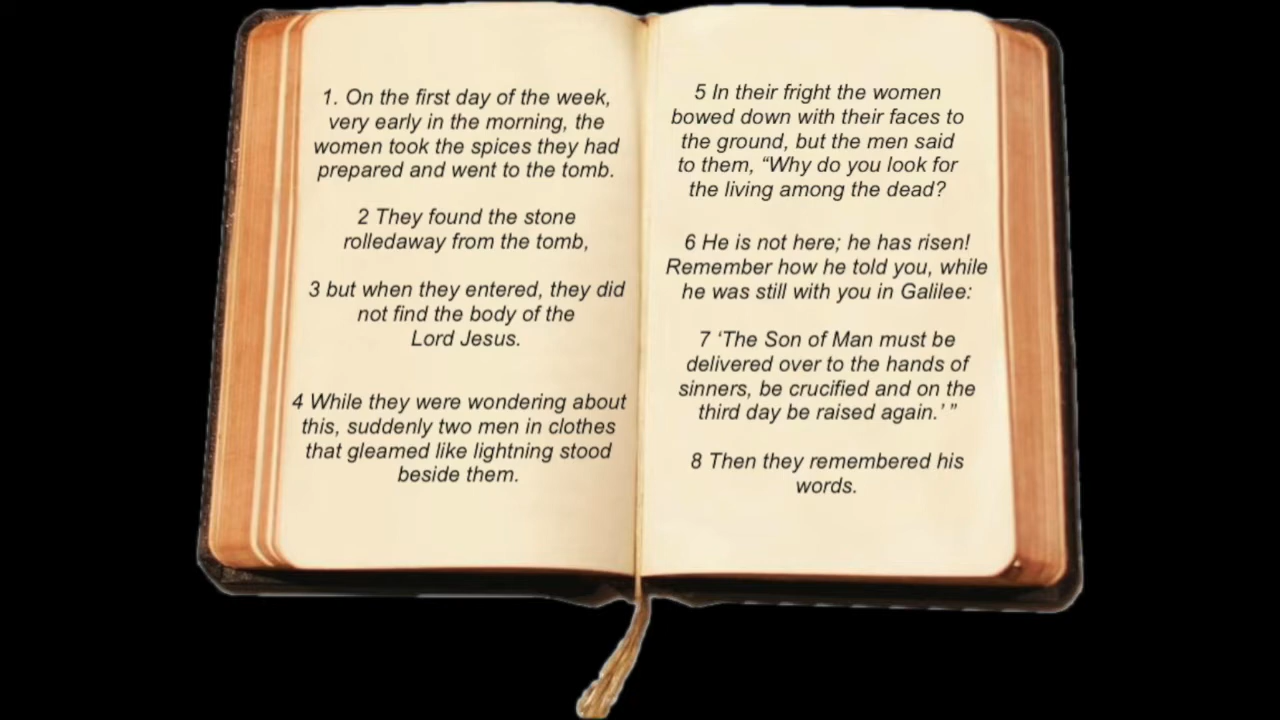 1. On the first day of the week,
very early in the morning, the
women took the spices they had
prepared and went to the tomb.
2 They found the stone
rolledaway from the tomb,
3 but when they entered, they did
not find the body of the
Lord Jesus.
4 While they were wondering about
this, suddenly two men in clothes
that gleamed like lightning stood
beside them.
5 In their fright the women
bowed down with their faces to
the ground, but the men said
to them, “Why do you look for
the living among the dead?
6 He is not here; he has risen!
Remember how he told you, while
he was still with you in Galilee:
7 ‘The Son of Man must be
delivered over to the hands of
sinners, be crucified and on the
third day be raised again.’ ”
8 Then they remembered his
words.